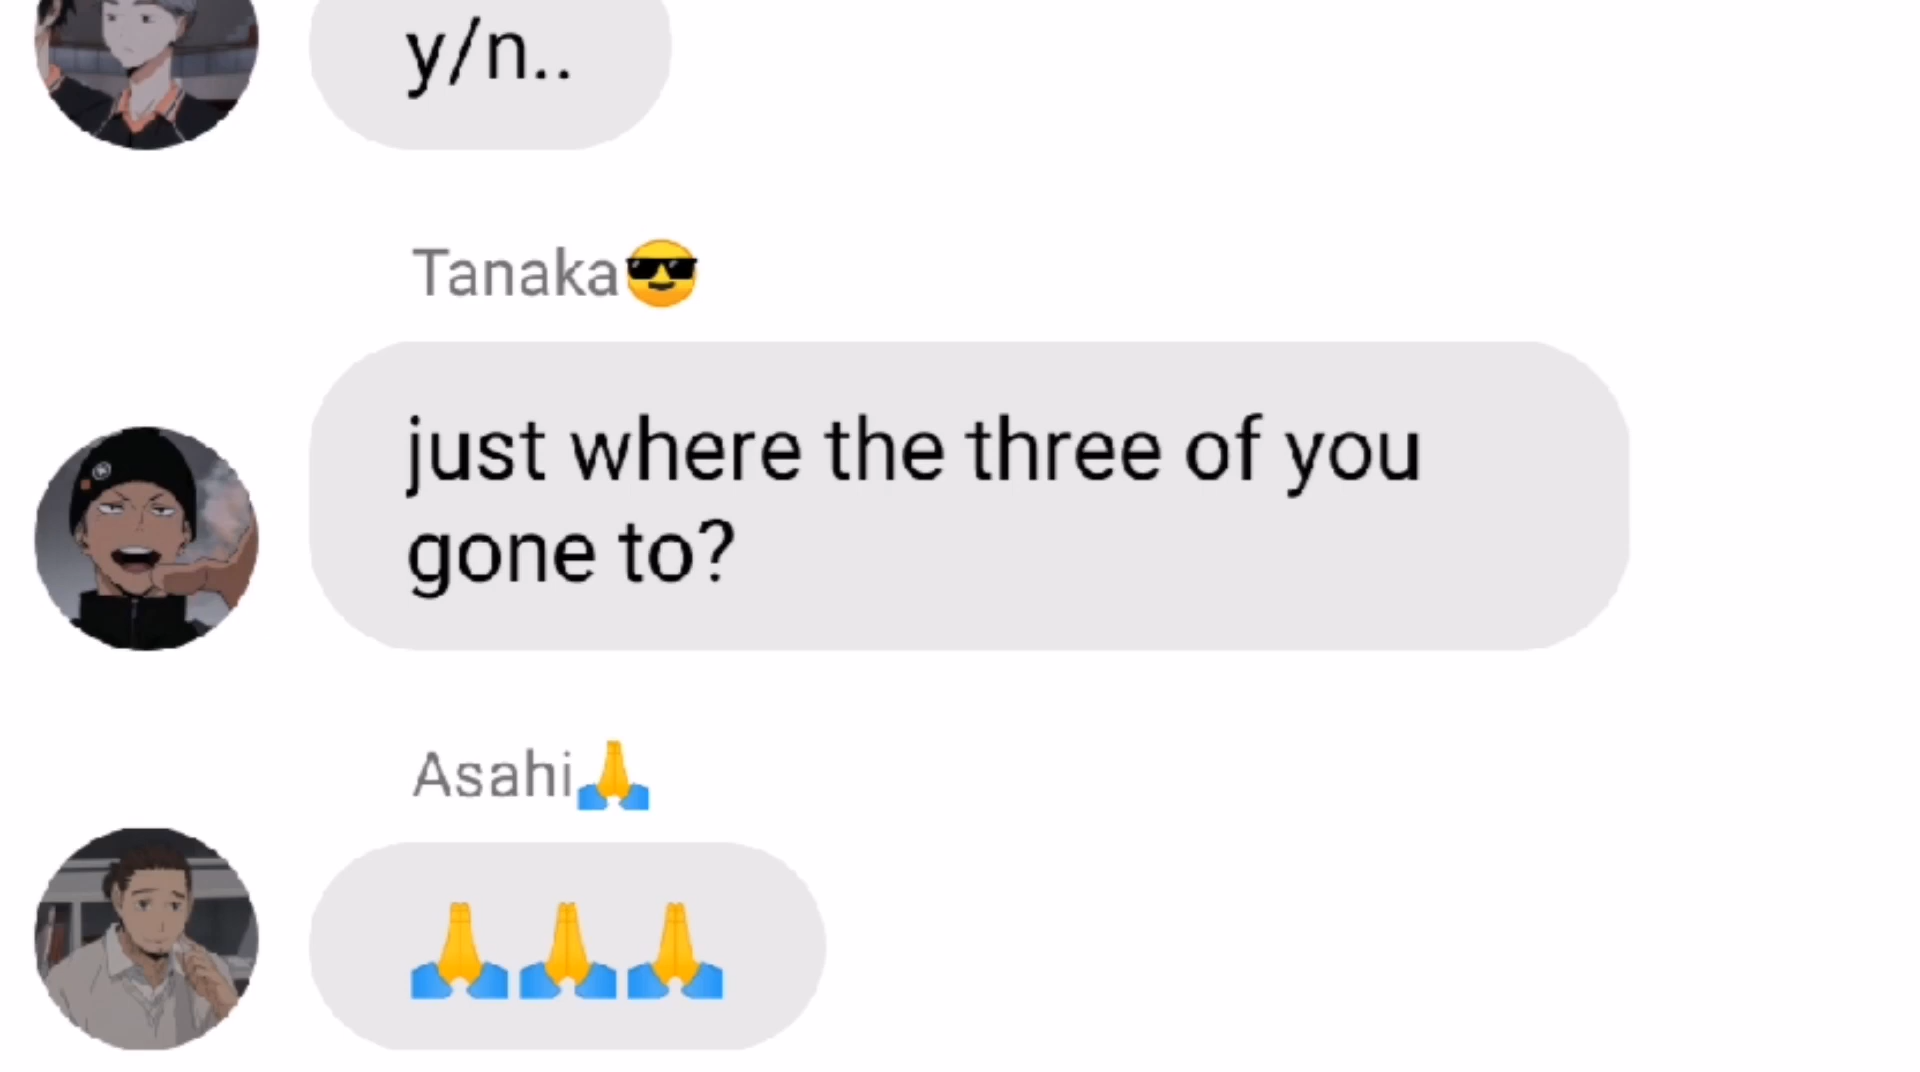 y/n..
Tanaka😎
just where the three of you
gone to?
Asahi🙏
🙏🙏🙏